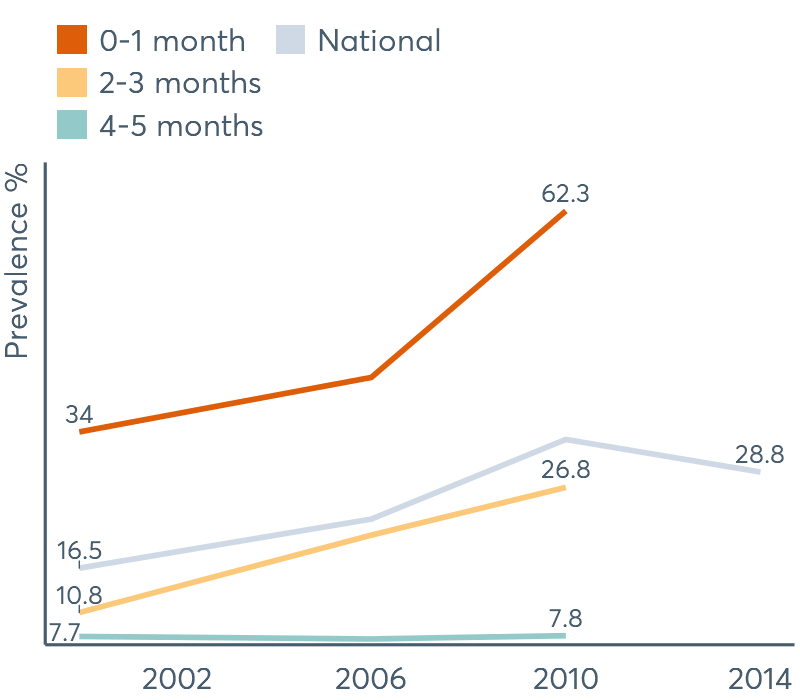 0-1 month
National
2-3 months
4-5 months
Prevalence %
62.3
34
28.8
26.8
16.5
10.8
7.8
7.7
2002
2006
2010
2014